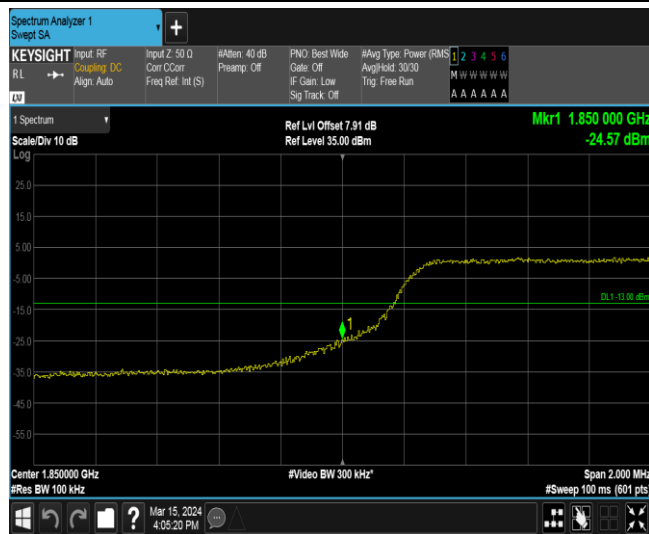 Spectrum Analyzer 1
Swept SA
+
KEYSIGHT
RL
LXI
Input: RF
Coupling: DC
Align: Auto
Input Z: 50 Ω
Corr CCorr
Freq Ref: Int (S)
#Atten: 40 dB
Preamp: Off
PNO: Best Wide
Gate: Off
IF Gain: Low
Sig Track: Off
#Avg Type: Power (RMS
Avg|Hold: 30/30
Trig: Free Run
1 2 3 4 5 6
M W W W W W
A A A A A A
1 Spectrum
Scale/Div 10 dB
Log
Ref Lvl Offset 7.91 dB
Ref Level 35.00 dBm
Mkr1 1.850 000 GHz
-24.57 dBm
25.0
15.0
5.00
-5.00
-15.0
-25.0
-35.0
-45.0
-55.0
DL1 -13.00 dBm
1
Center 1.850000 GHz
#Res BW 100 kHz
#Video BW 300 kHz*
Span 2.000 MHz
#Sweep 100 ms (601 pts)
?
Mar 15, 2024
4:05:20 PM